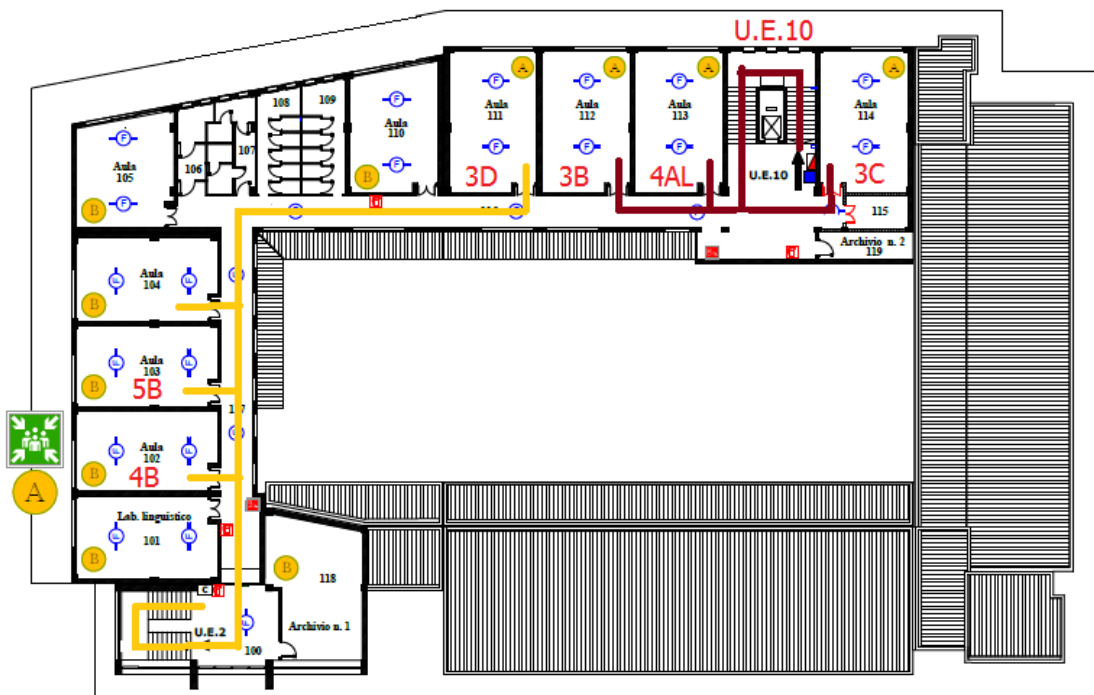 U.E.10
108
109
A
A
A
A
F
F
F
F
F
Aula
111
Aula
112
Aula
113
Aula
114
Aula
110
F
Aula
105
107
106
F
F
F
F
F
U.E.10
3D
3B
4AL
3C
B
B
F
F
F
F
115
Archivio n. 2
119
Aula
104
F
F
B
Aula
103
F
F
B
5B
Aula
102
F
F
B
4B
A
Lab. linguistico
101
F
F
B
B
118
C
F
U.E.2
100
Archivio n. 1